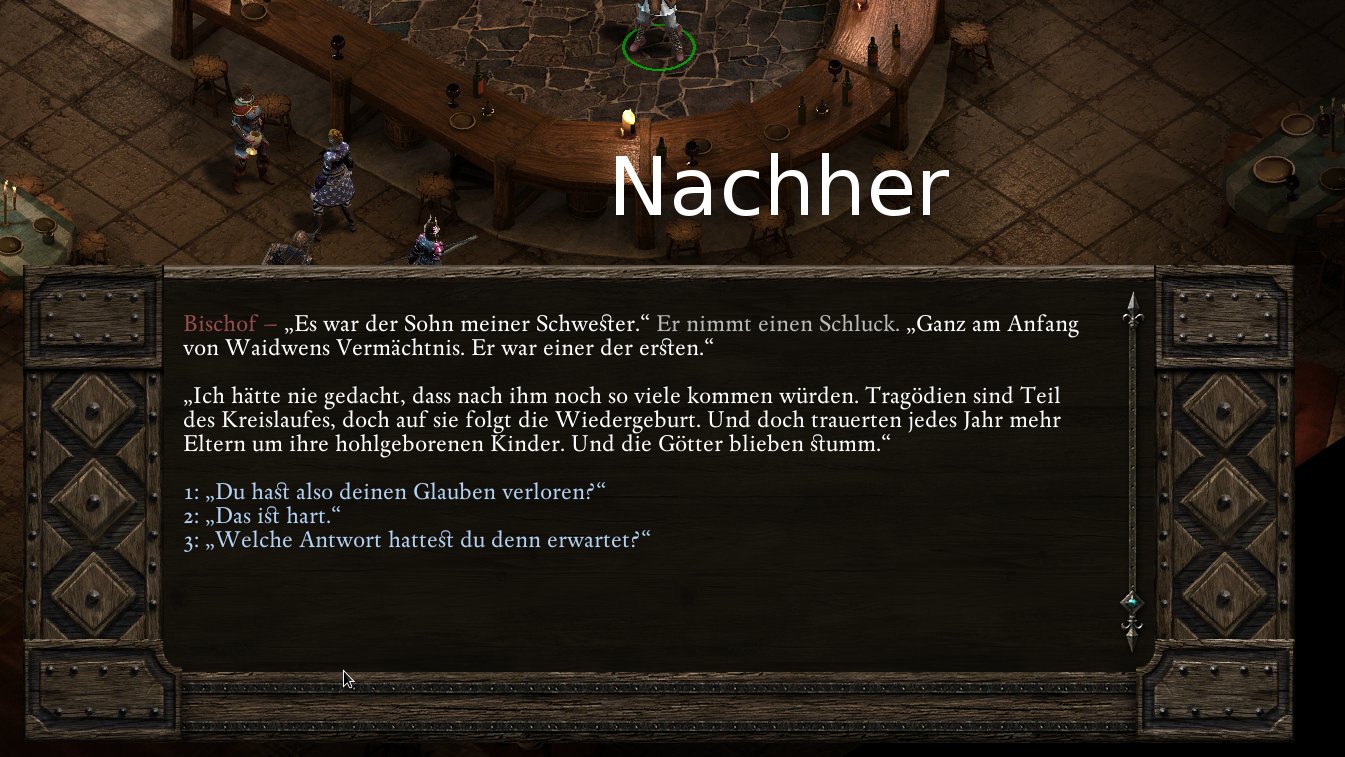 Nachher
Bischof – „Es war der Sohn meiner Schwester.“ Er nimmt einen Schluck. „Ganz am Anfang
von Waidwens Vermächtnis. Er war einer der ersten.“
„Ich hätte nie gedacht, dass nach ihm noch so viele kommen würden. Tragödien sind Teil
des Kreislaufes, doch auf sie folgt die Wiedergeburt. Und doch trauerten jedes Jahr mehr
Eltern um ihre hohlgeborenen Kinder. Und die Götter blieben stumm.“
1: „Du hast also deinen Glauben verloren?“
2: „Das ist hart.“
3: „Welche Antwort hattest du denn erwartet?“